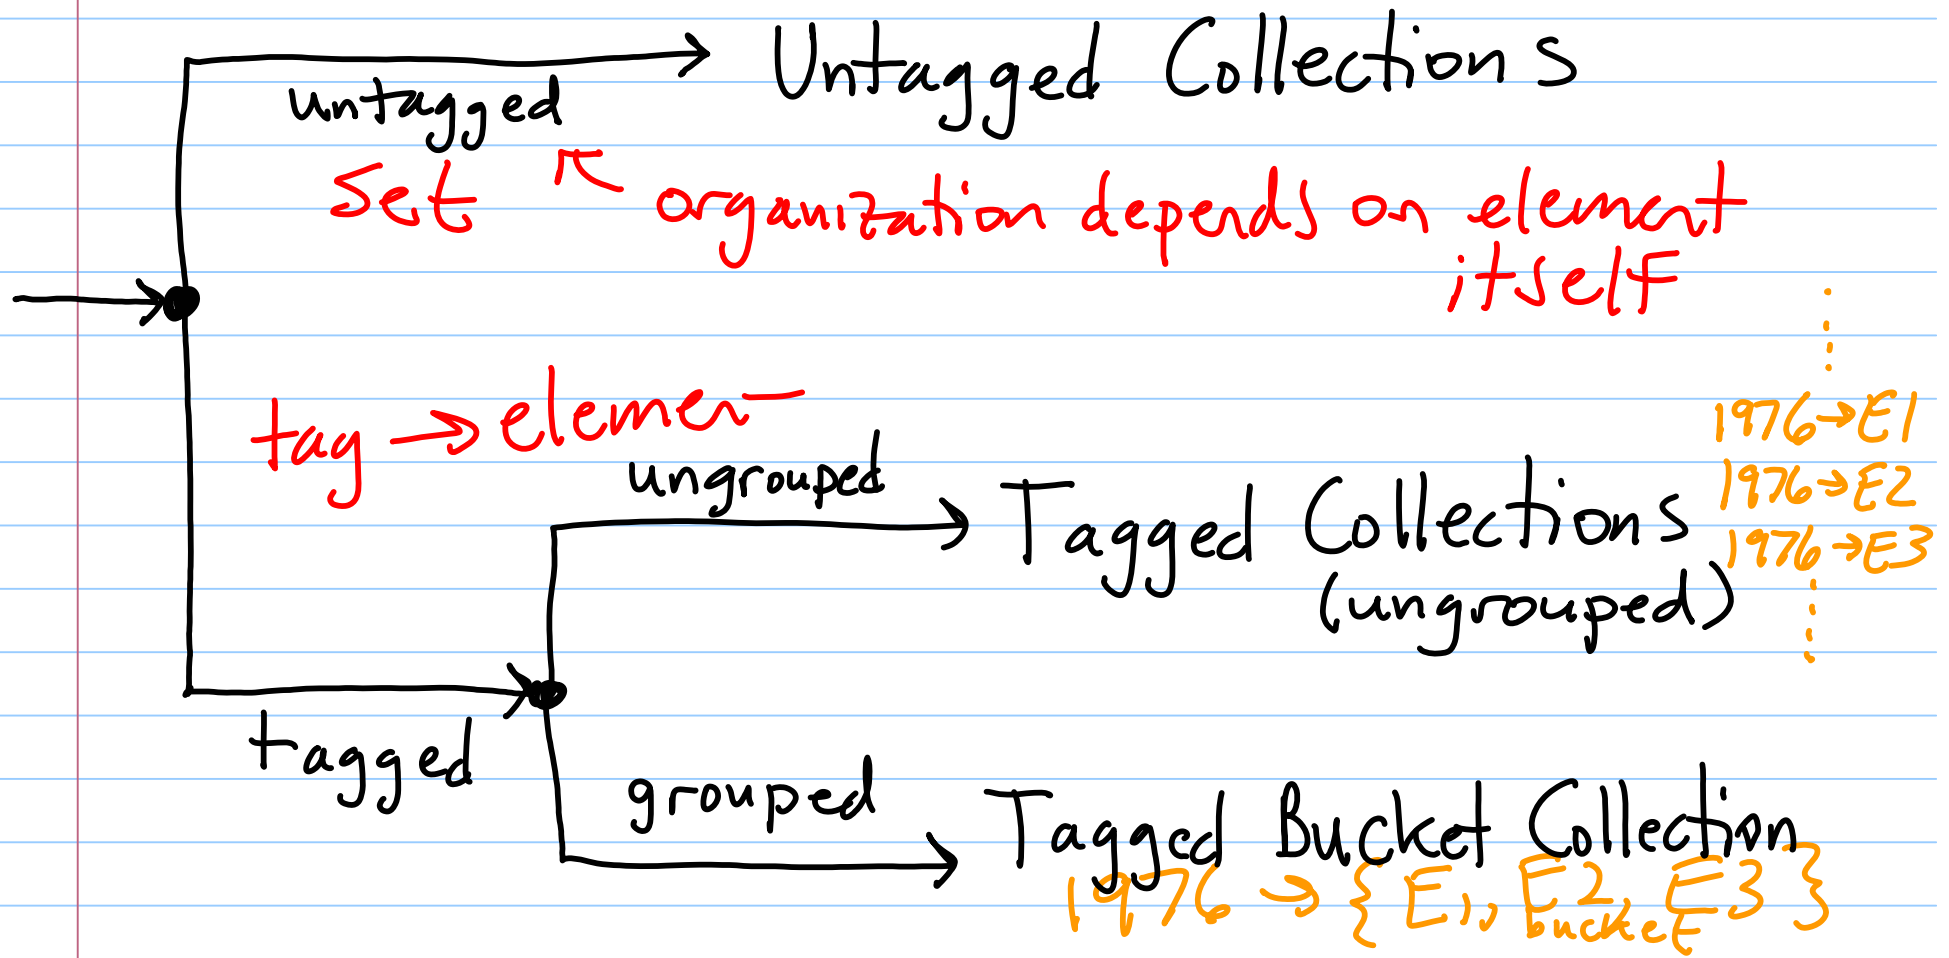 Untagged Collections
untagged
set ↖ organization depends on element
itself
tag → element
1976→E1
ungrouped
1976→E2
Tagged Collections
1976→E3
(ungrouped)
tagged
grouped
Tagged Bucket Collection
1976 → {E1, E2, E3}
bucket